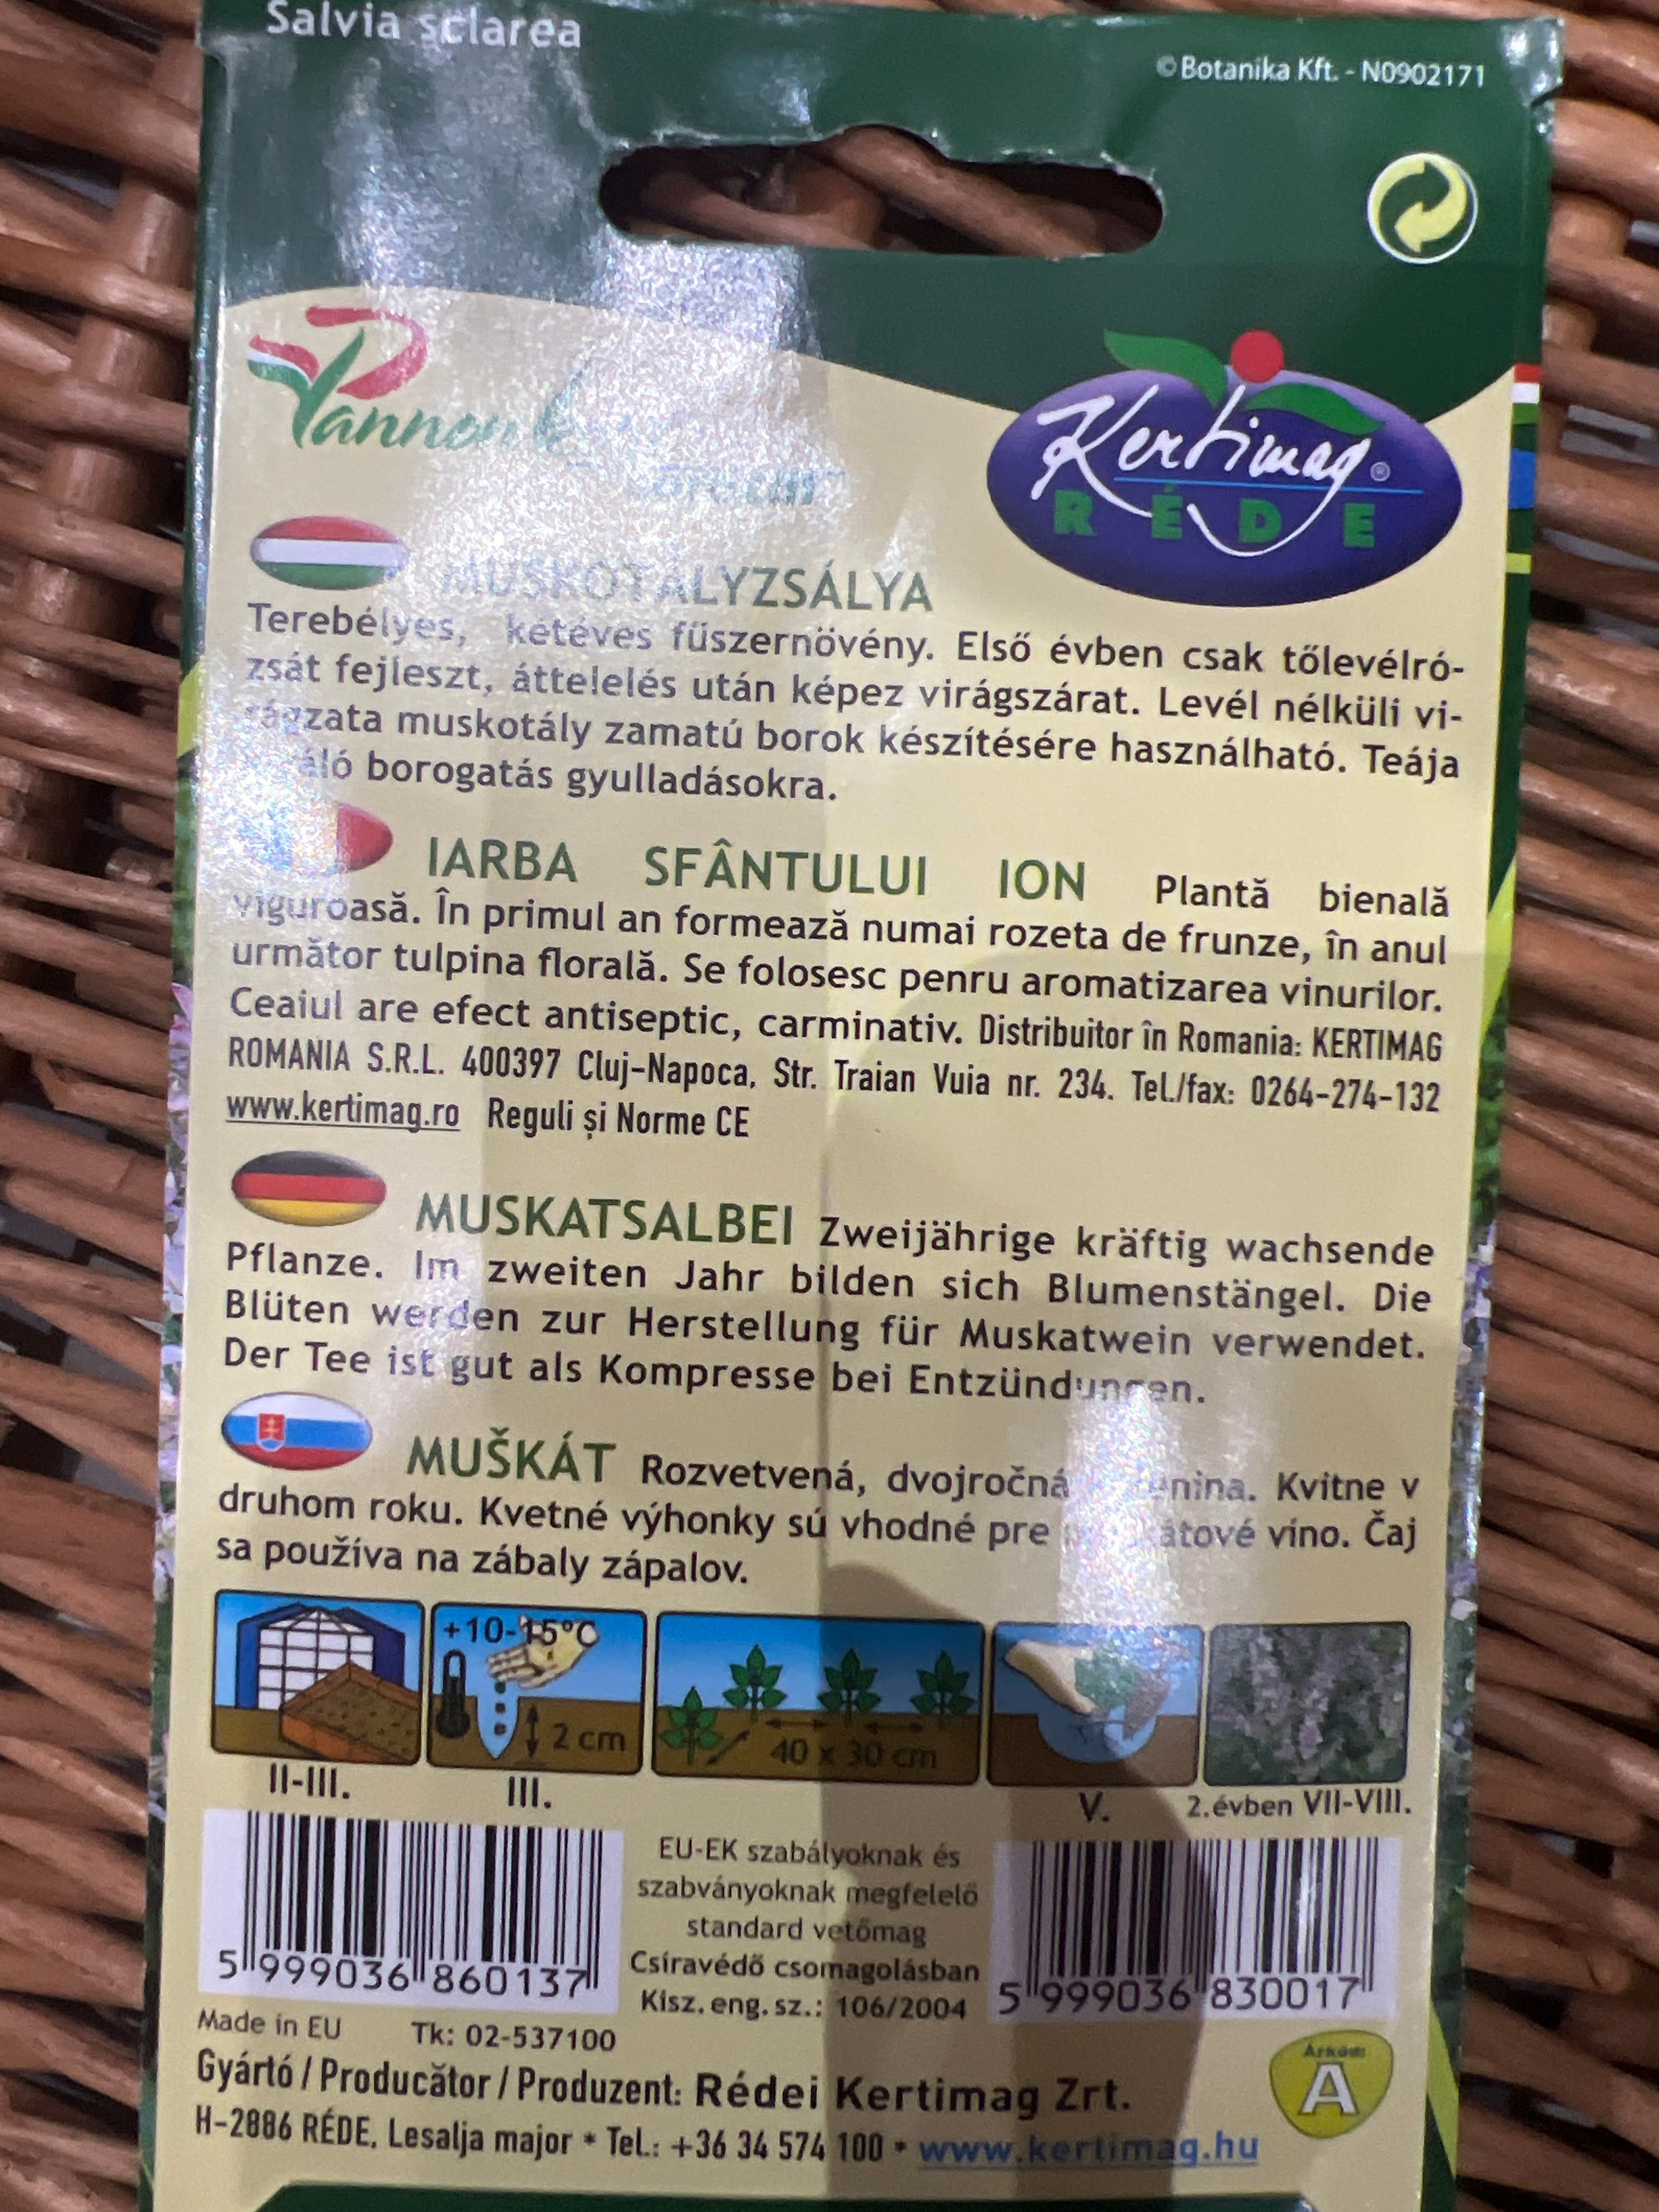 Salvia sclarea
© Botanika Kft. - N0902171
Kertimag®
RÉDE
MUSKOTÁLYZSÁLYA
Terebélyes, kétéves fűszernövény. Első évben csak tőlevélró-
zsát fejleszt, áttelelés után képez virágszárat. Levél nélküli vi-
rágzata muskotály zamatú borok készítésére használható. Teája
borogatás gyulladásokra.
IARBA SFÂNTULUI ION Plantă bienală
viguroasă. În primul an formează numai rozeta de frunze, în anul
următor tulpina florală. Se folosesc penru aromatizarea vinurilor.
Ceaiul are efect antiseptic, carminativ. Distribuitor în Romania: KERTIMAG
ROMANIA S.R.L. 400397 Cluj-Napoca, Str. Traian Vuia nr. 234. Tel./fax: 0264-274-132
www.kertimag.ro Reguli și Norme CE
MUSKATSALBEI Zweijährige kräftig wachsende
Pflanze. Im zweiten Jahr bilden sich Blumenstängel. Die
Blüten werden zur Herstellung für Muskatwein verwendet.
Der Tee ist gut als Kompresse bei Entzündungen.
MUŠKÁT Rozvetvená, dvojročná Kvitne v
druhom roku. Kvetné výhonky sú vhodné pre víno. Čaj
sa používa na zábaly zápalov.
+10-15°C
2 cm
40 x 30 cm
II-III.
III.
V.
2.évben VII-VIII.
EU-EK szabályoknak és
szabványoknak megfelelő
standard vetőmag
Csíravédő csomagolásban
Kisz. eng. sz.: 106/2004
5 999036 860137
5 999036 830017
Made in EU Tk: 02-537100
Árkód:
A
Gyártó / Producător / Produzent: Rédei Kertimag Zrt.
H-2886 RÉDE, Lesalja major * Tel.: +36 34 574 100 * www.kertimag.hu